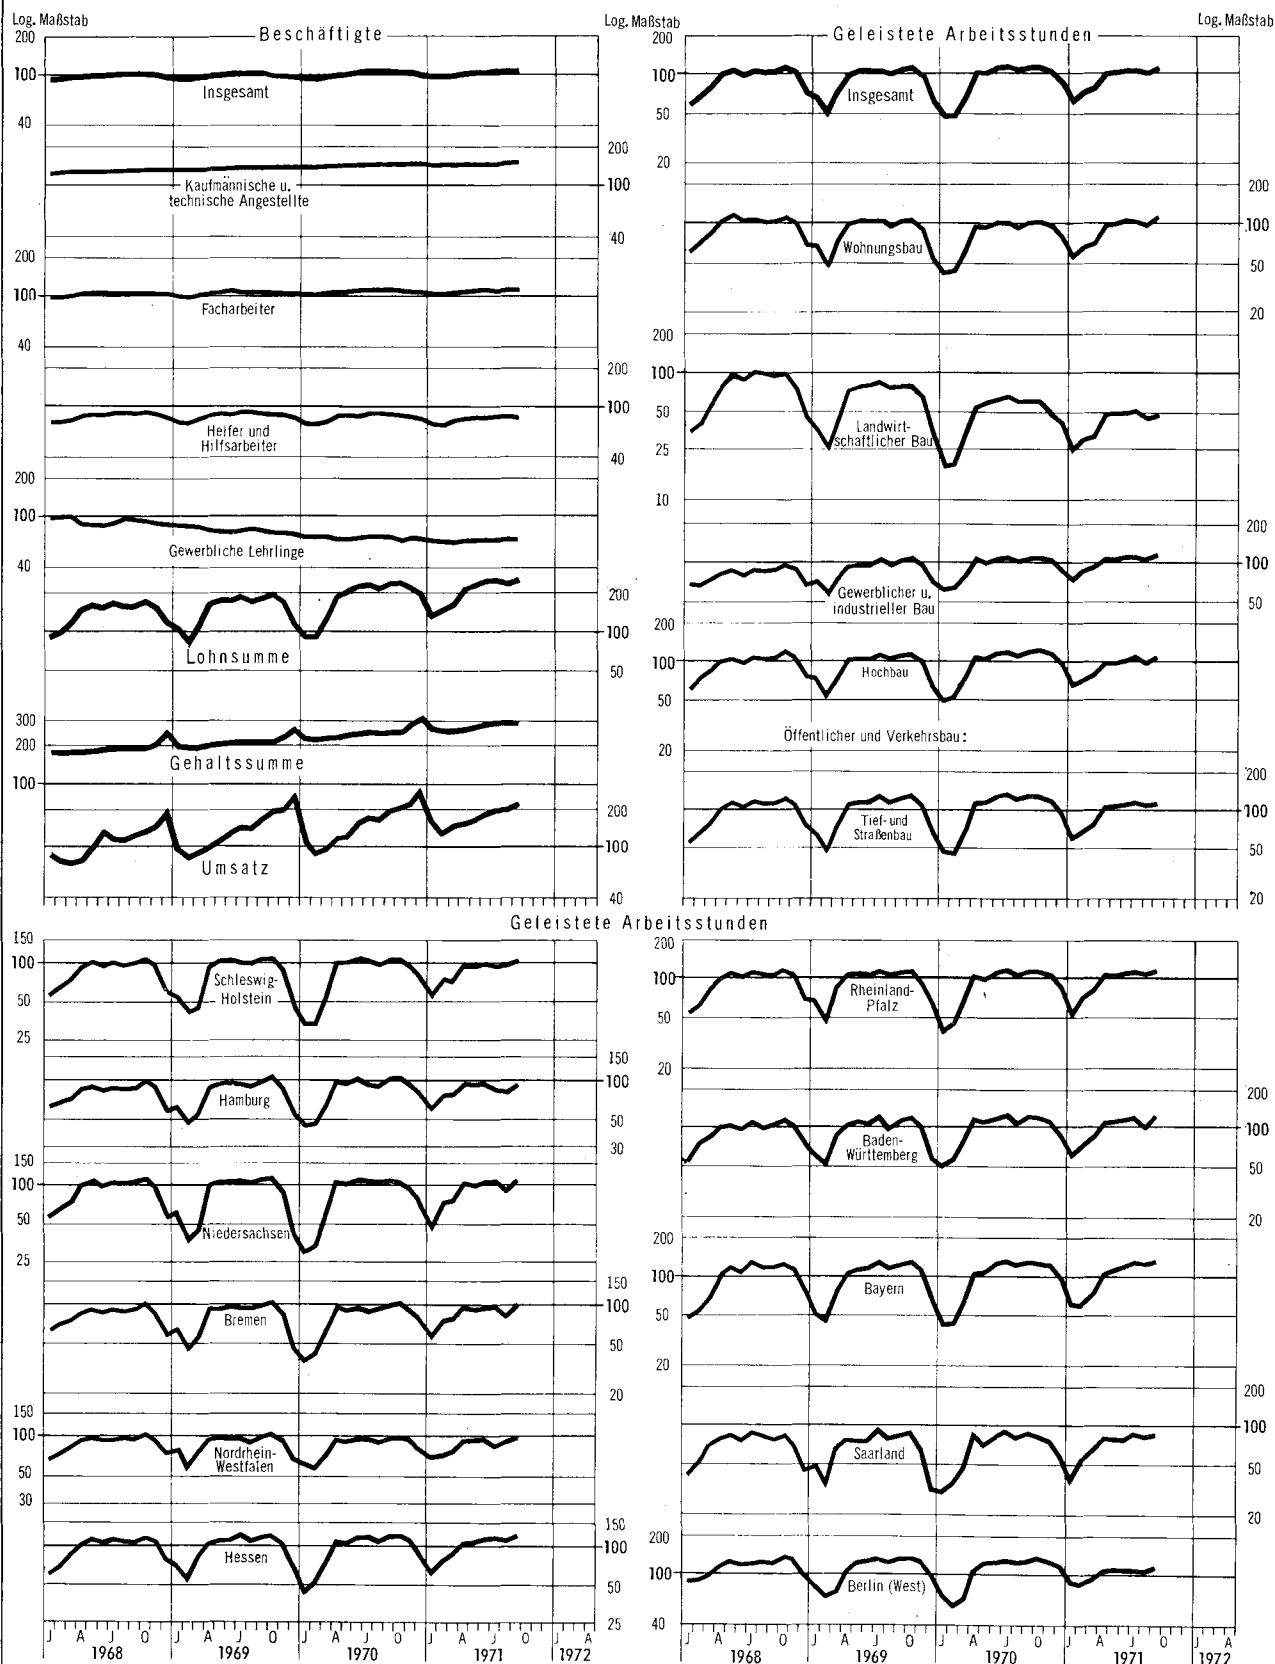 Log. Maßstab
Log. Maßstab
Log. Maßstab
Beschäftigte
200
100
Insgesamt
40
200
Kaufmännische u.
technische Angestellte
100
40
200
100
Facharbeiter
40
200
100
Helfer und
Hilfsarbeiter
40
200
100
Gewerbliche Lehrlinge
40
200
100
Lohnsumme
50
300
200
Gehaltssumme
100
200
100
Umsatz
40
Geleistete Arbeitsstunden
200
100
Insgesamt
50
20
200
100
Wohnungsbau
50
20
200
100
50
Landwirt-
schaftlicher Bau
25
10
200
100
Gewerblicher u.
industrieller Bau
50
200
100
Hochbau
50
Öffentlicher und Verkehrsbau:
20
200
100
Tief- und
Straßenbau
50
20
Geleistete Arbeitsstunden
150
100
Schleswig-
Holstein
50
25
150
100
Hamburg
50
30
150
100
50
Niedersachsen
25
150
100
Bremen
50
20
150
100
Nordrhein-
Westfalen
50
30
150
100
Hessen
50
25
J A J O J A J O J A J O J A J O J A
1968 1969 1970 1971 1972
200
100
Rheinland-
Pfalz
50
20
200
100
Baden-
Württemberg
50
20
200
100
Bayern
50
20
200
100
Saarland
50
20
200
100
Berlin (West)
40
J A J O J A J O J A J O J A J O J A
1968 1969 1970 1971 1972